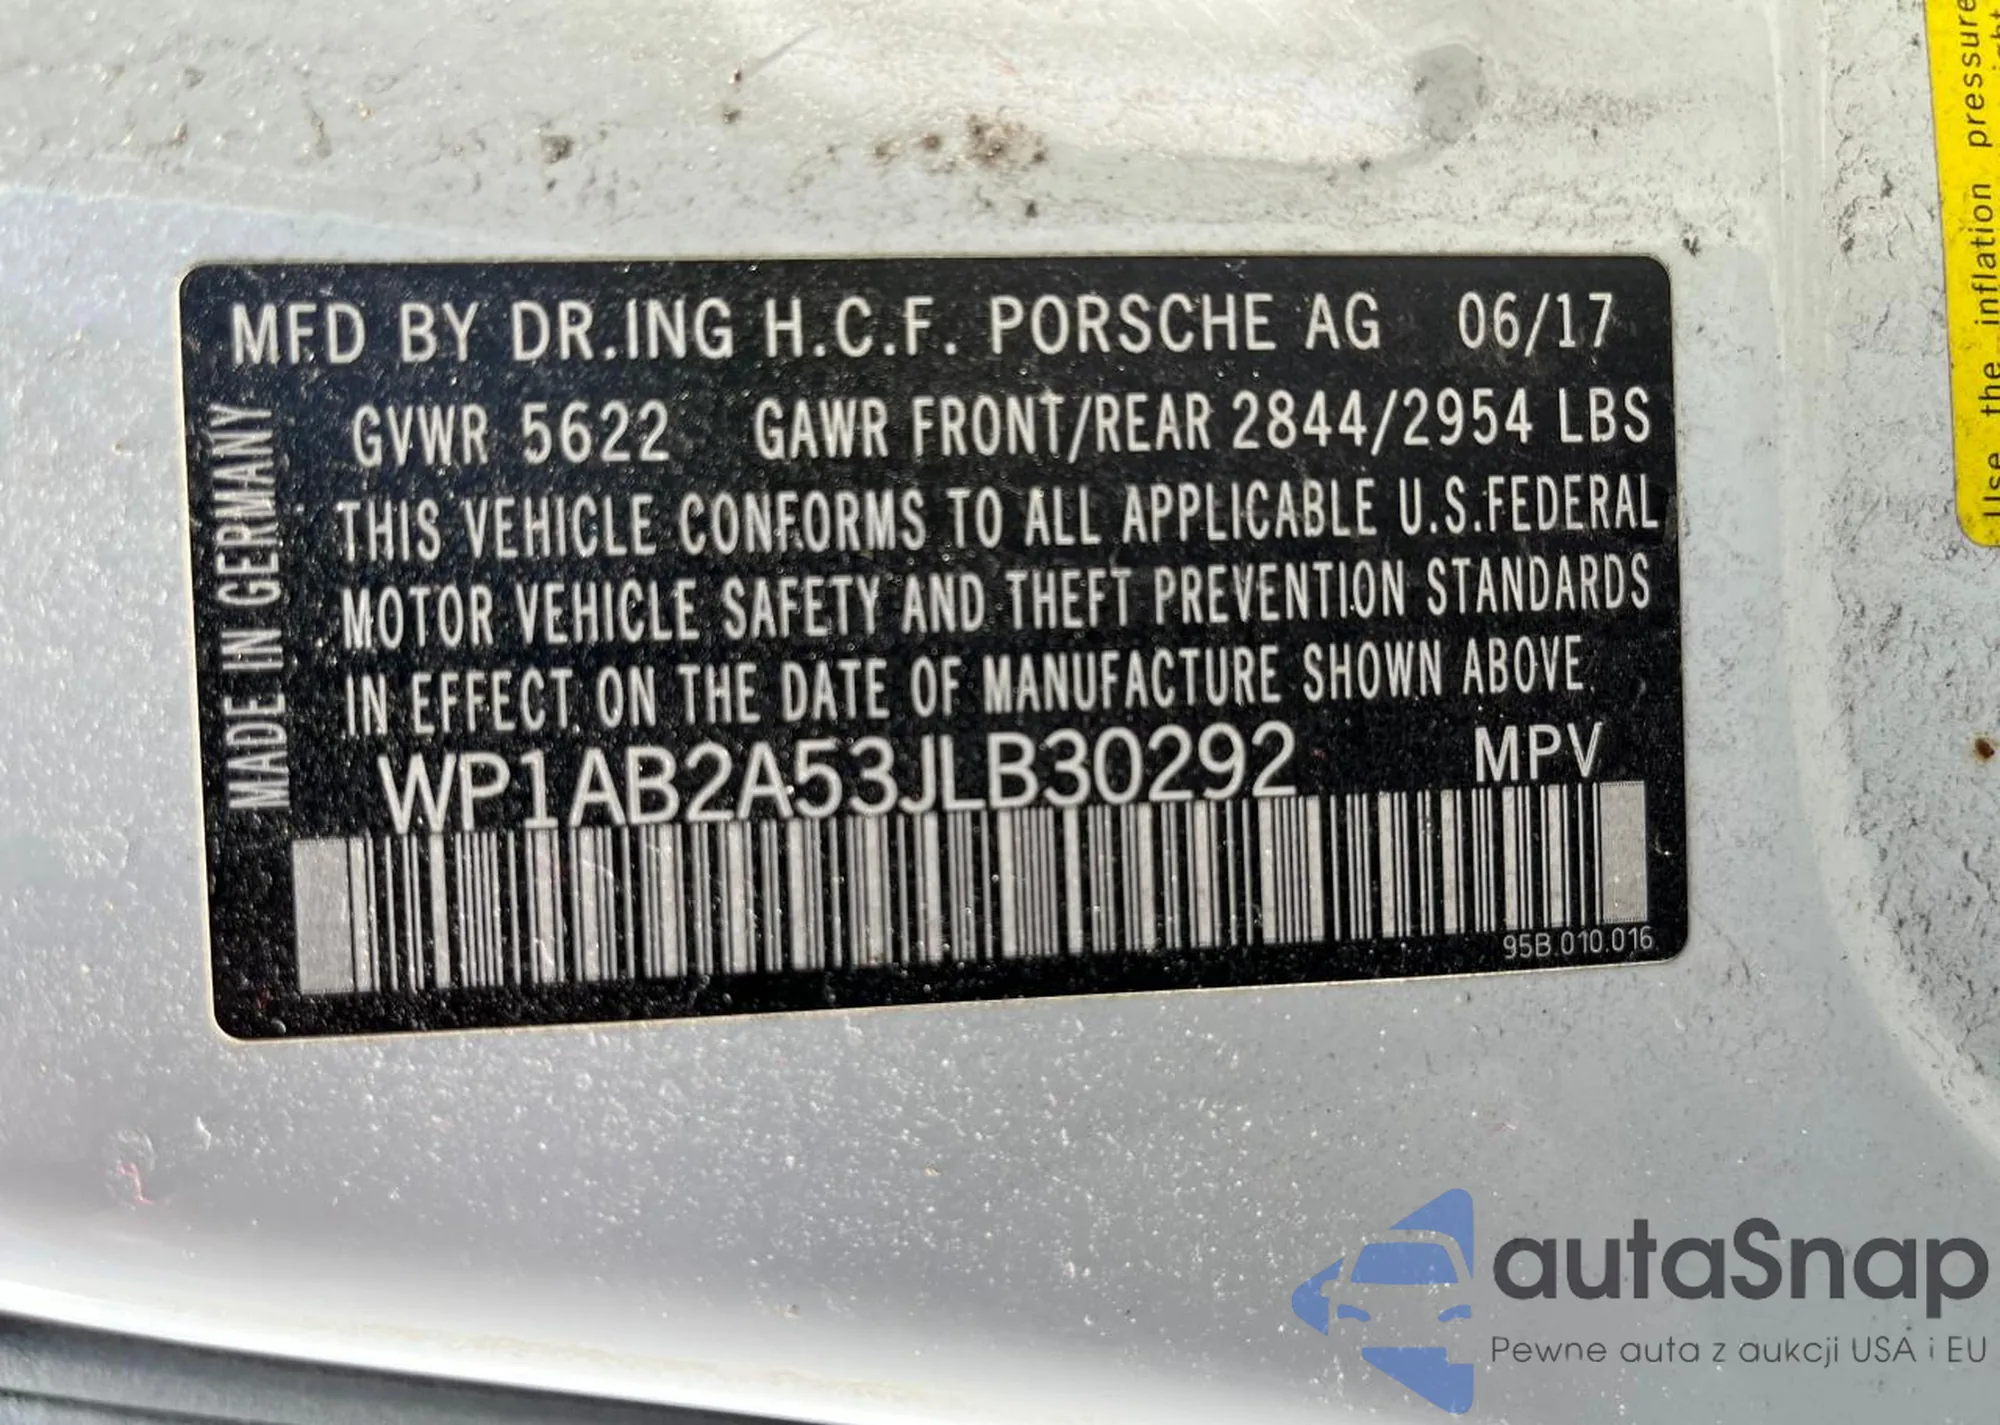 MFD BY DR.ING H.C.F. PORSCHE AG 06/17
GVWR 5622 GAWR FRONT/REAR 2844/2954 LBS
THIS VEHICLE CONFORMS TO ALL APPLICABLE U.S.FEDERAL
MOTOR VEHICLE SAFETY AND THEFT PREVENTION STANDARDS
IN EFFECT ON THE DATE OF MANUFACTURE SHOWN ABOVE.
WP1AB2A53JLB30292 MPV
95B.010.016
MADE IN GERMANY
Use the inflation pressure
autaSnap
Pewne auta z aukcji USA i EU